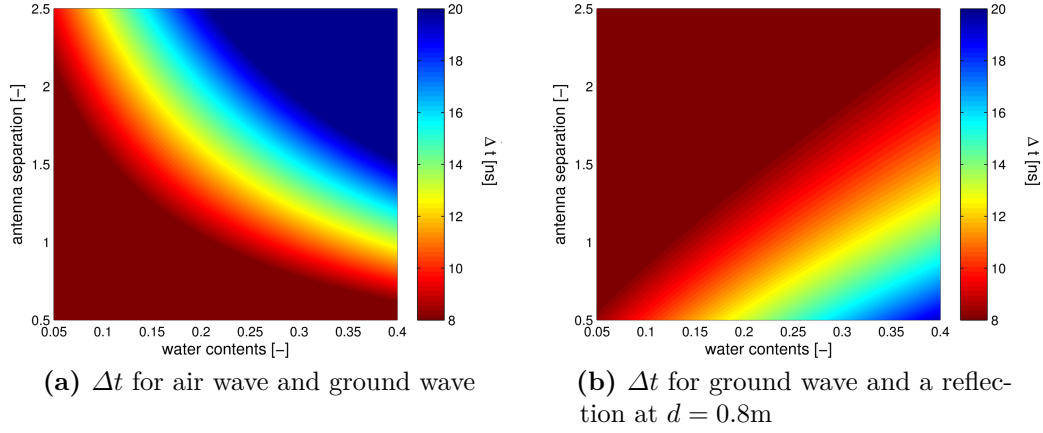 2.5
2
1.5
1
0.5
antenna separation [-]
0.05 0.1 0.15 0.2 0.25 0.3 0.35 0.4
water contents [-]
20
18
16
14
12
10
8
Δ t [ns]
(a) Δt for air wave and ground wave
2.5
2
1.5
1
0.5
antenna separation [-]
0.05 0.1 0.15 0.2 0.25 0.3 0.35 0.4
water contents [-]
20
18
16
14
12
10
8
Δ t [ns]
(b) Δt for ground wave and a reflec-
tion at d = 0.8m